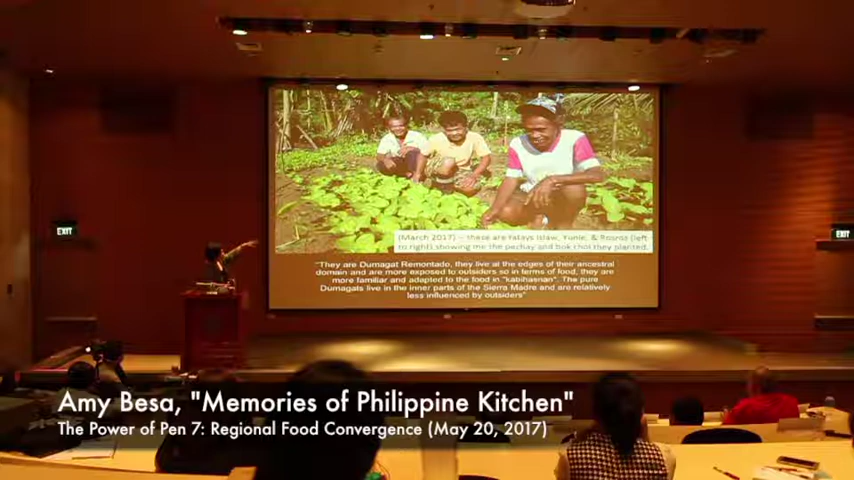 (March 2017) – these are Tatays Islaw, Yunie, & Rosno (left
to right) showing me the pechay and bok choi they planted.
"They are Dumagat Remontado, they live at the edges of their ancestral
domain and are more exposed to outsiders so in terms of food, they are
more familiar and adapted to the food in "kabihasnan". The pure
Dumagats live in the inner parts of the Sierra Madre and are relatively
less influenced by outsiders"
EXIT
EXIT
Amy Besa, "Memories of Philippine Kitchen"
The Power of Pen 7: Regional Food Convergence (May 20, 2017)